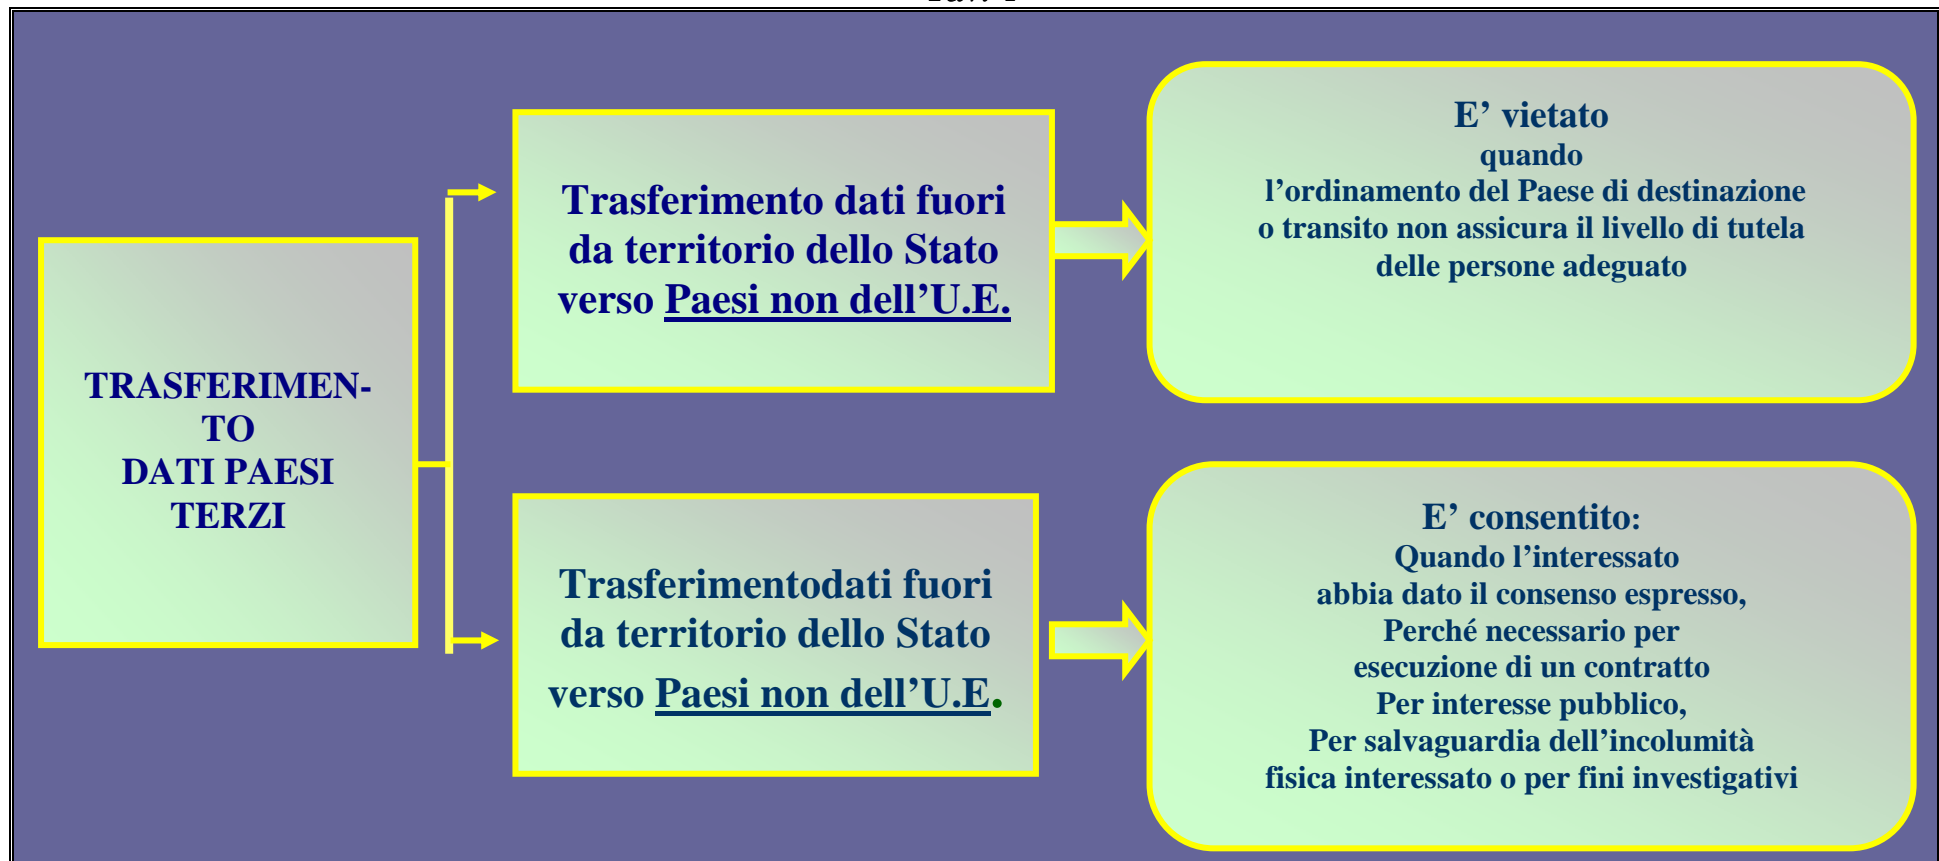 TRASFERIMEN-
TO
DATI PAESI
TERZI
Trasferimento dati fuori
da territorio dello Stato
verso Paesi non dell’U.E.
E’ vietato
quando
l’ordinamento del Paese di destinazione
o transito non assicura il livello di tutela
delle persone adeguato
Trasferimentodati fuori
da territorio dello Stato
verso Paesi non dell’U.E.
E’ consentito:
Quando l’interessato
abbia dato il consenso espresso,
Perché necessario per
esecuzione di un contratto
Per interesse pubblico,
Per salvaguardia dell’incolumità
fisica interessato o per fini investigativi